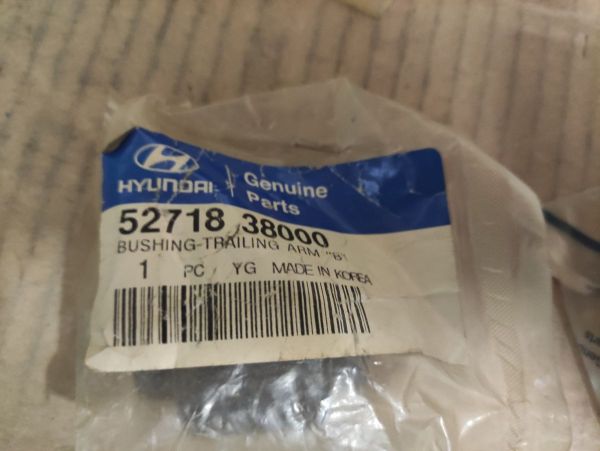 HYUNDAI
Genuine
Parts
52718 38000
BUSHING-TRAILING ARM "B"
1 PC YG MADE IN KOREA